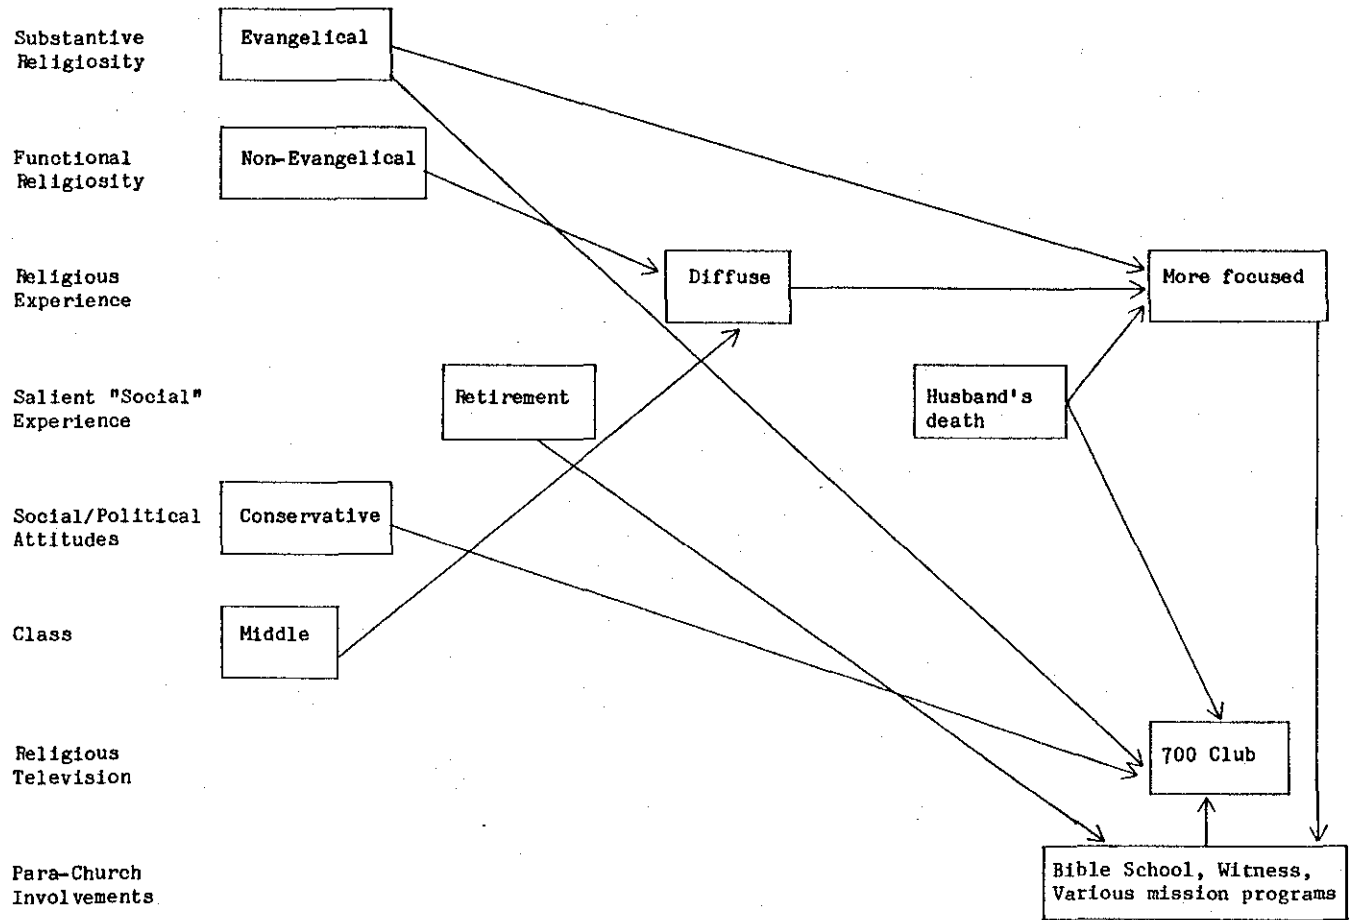 Substantive
Religiosity
Evangelical
Functional
Religiosity
Non-Evangelical
Religious
Experience
Diffuse
More focused
Salient "Social"
Experience
Retirement
Husband's
death
Social/Political
Attitudes
Conservative
Class
Middle
Religious
Television
700 Club
Para-Church
Involvements
Bible School, Witness,
Various mission programs